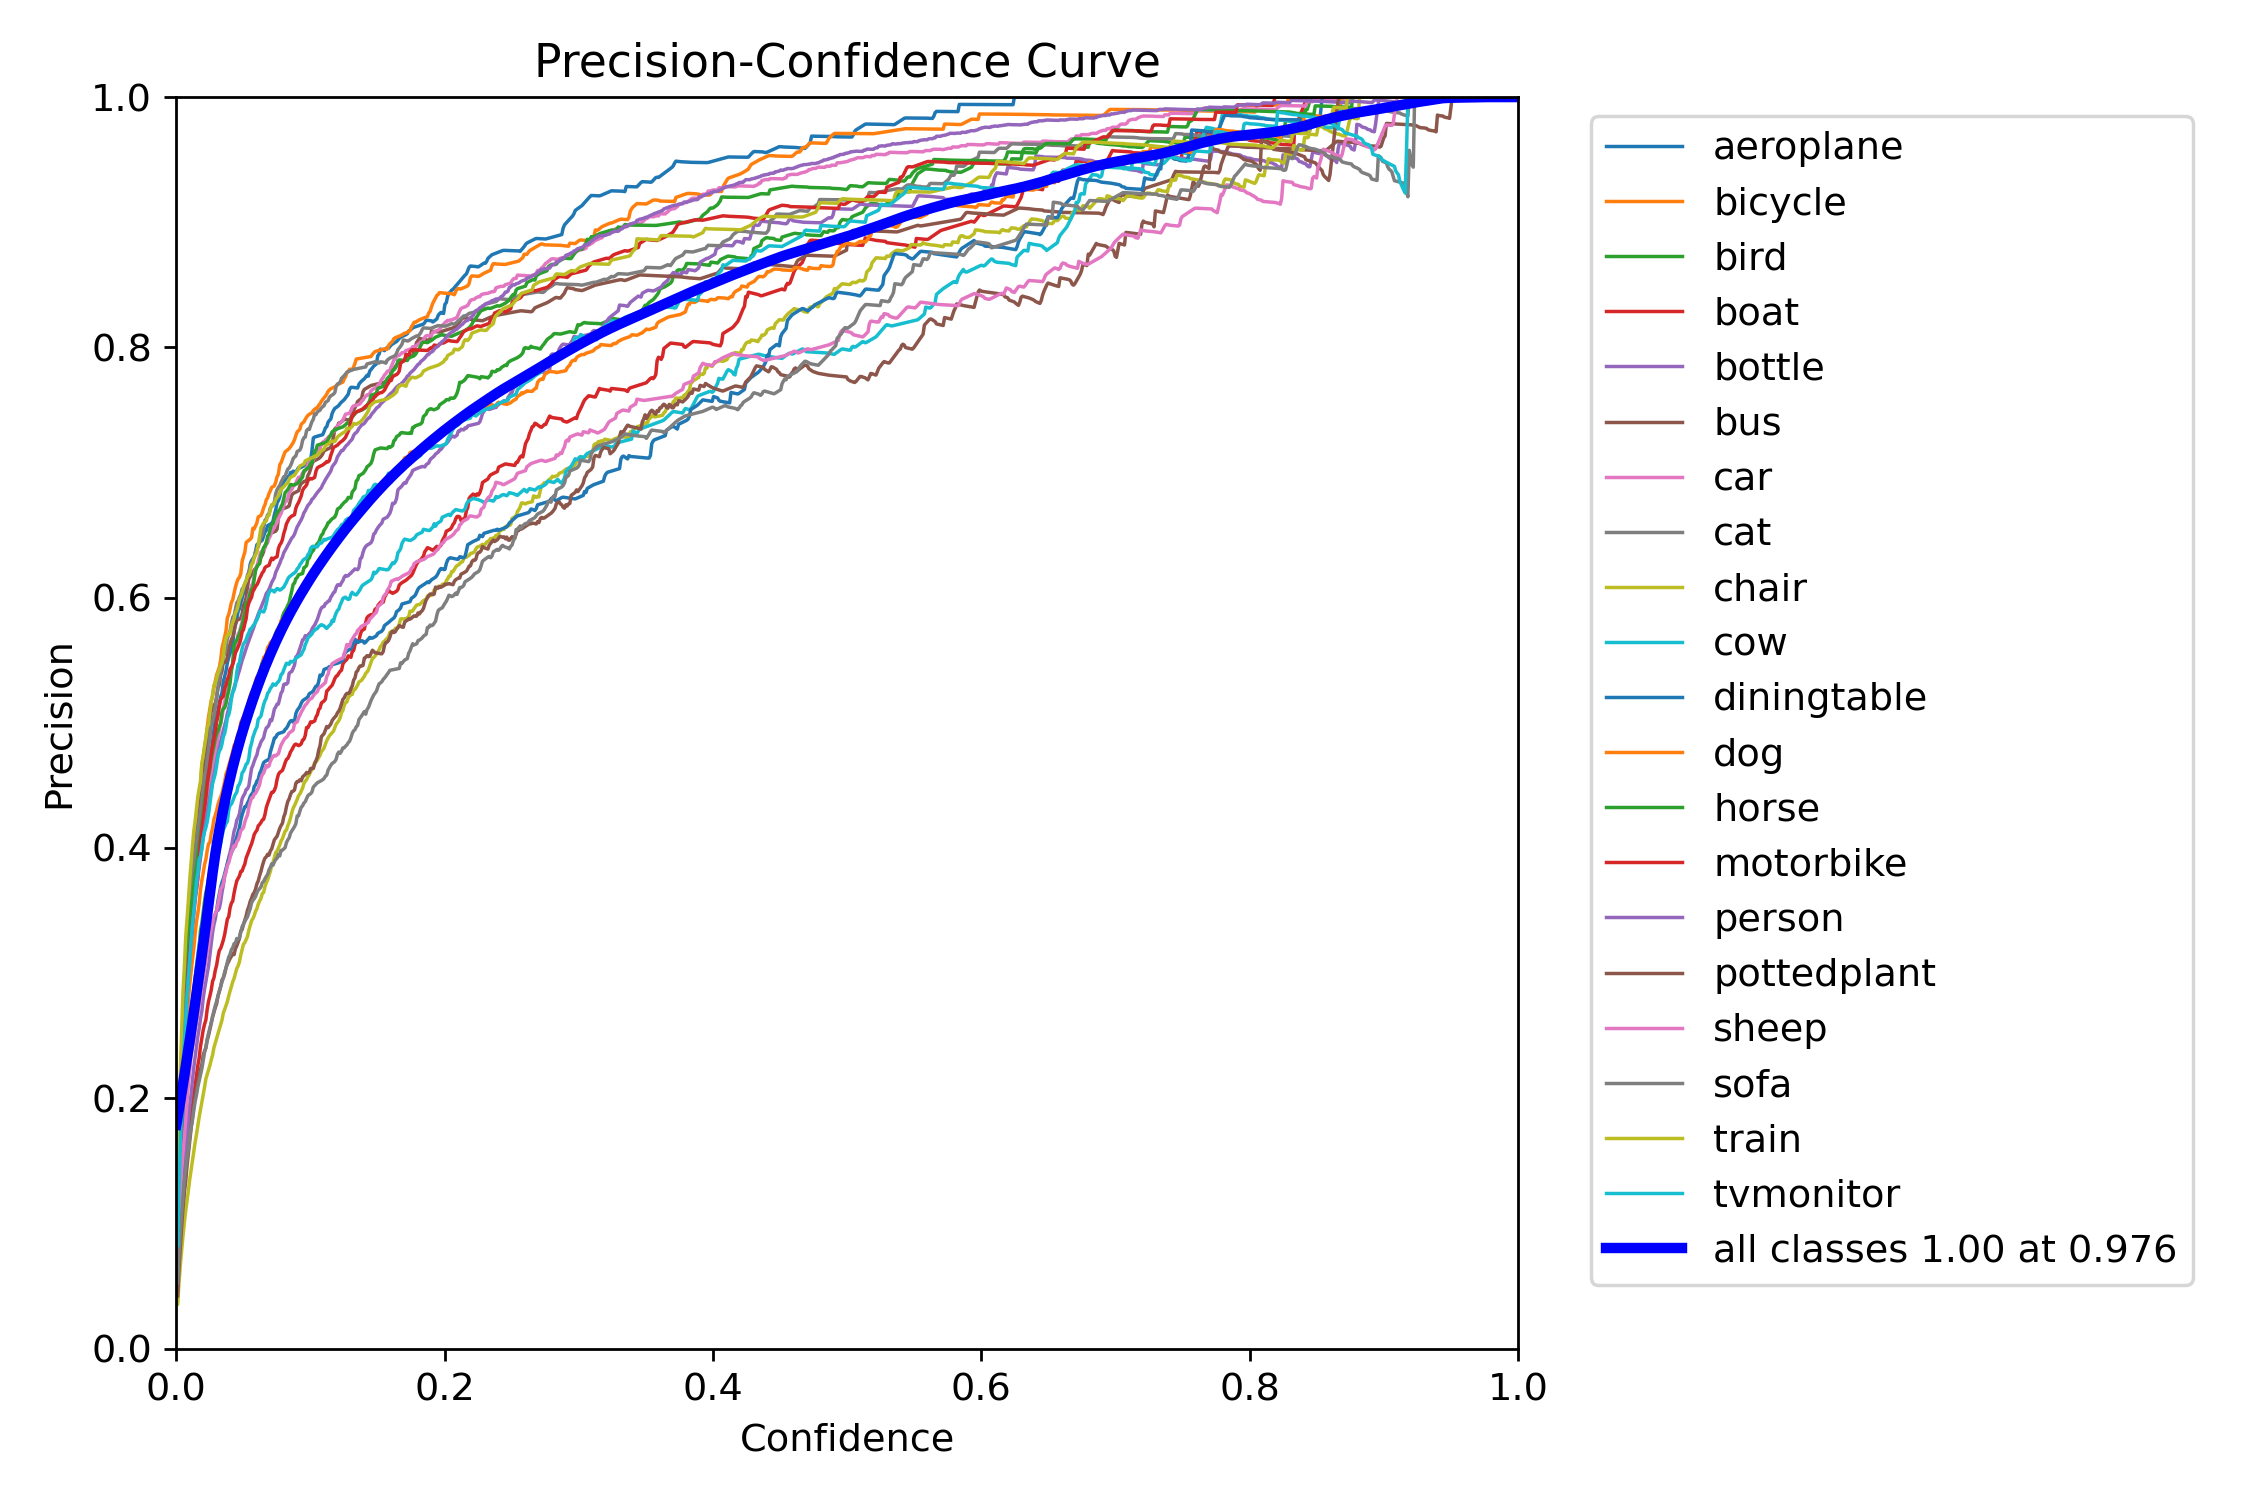 Precision-Confidence Curve
1.0
0.8
0.6
0.4
0.2
0.0
Precision
0.0 0.2 0.4 0.6 0.8 1.0
Confidence
aeroplane
bicycle
bird
boat
bottle
bus
car
cat
chair
cow
diningtable
dog
horse
motorbike
person
pottedplant
sheep
sofa
train
tvmonitor
all classes 1.00 at 0.976